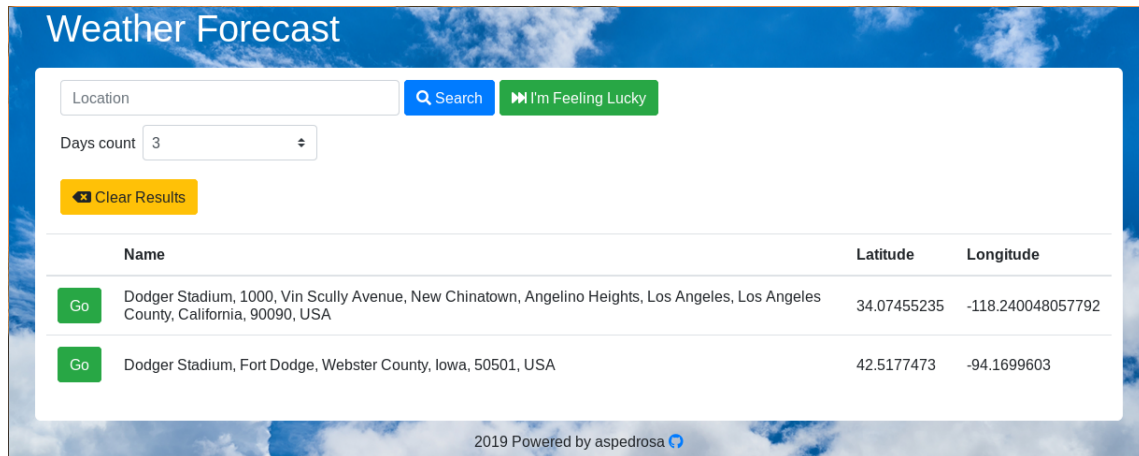 Weather Forecast
Location
Search
I'm Feeling Lucky
Days count 3
Clear Results
Name Latitude Longitude
Go Dodger Stadium, 1000, Vin Scully Avenue, New Chinatown, Angelino Heights, Los Angeles, Los Angeles
County, California, 90090, USA 34.07455235 -118.240048057792
Go Dodger Stadium, Fort Dodge, Webster County, Iowa, 50501, USA 42.5177473 -94.1699603
2019 Powered by aspedrosa